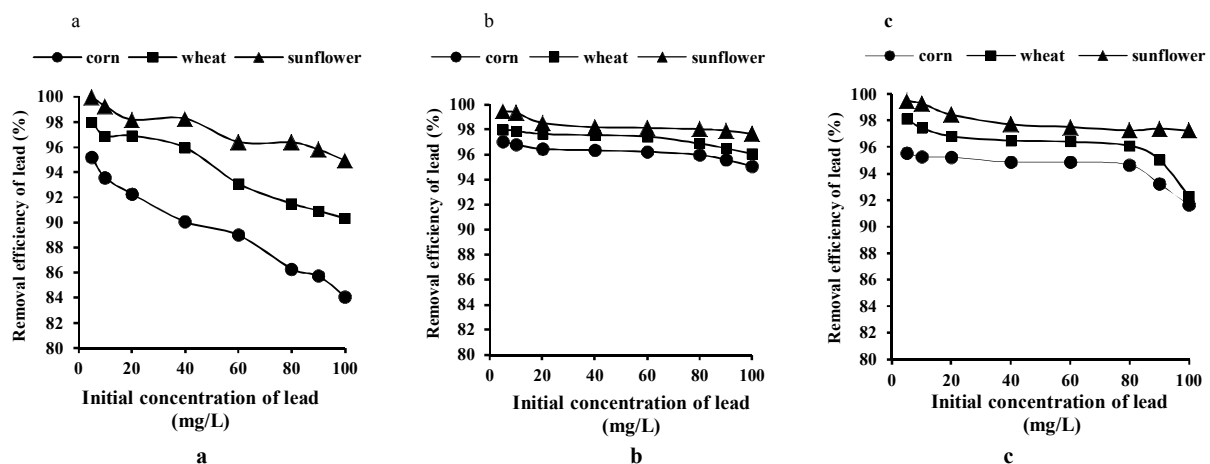 a
corn wheat sunflower
Removal efficiency of lead (%)
100
98
96
94
92
90
88
86
84
82
80
0 20 40 60 80 100
Initial concentration of lead
(mg/L)
a
b
corn wheat sunflower
Removal efficiency of lead (%)
100
98
96
94
92
90
88
86
84
82
80
0 20 40 60 80 100
Initial concentration of lead
(mg/L)
b
c
corn wheat sunflower
Removal efficiency of lead (%)
100
98
96
94
92
90
88
86
84
82
80
0 20 40 60 80 100
Initial concentration of lead
(mg/L)
c